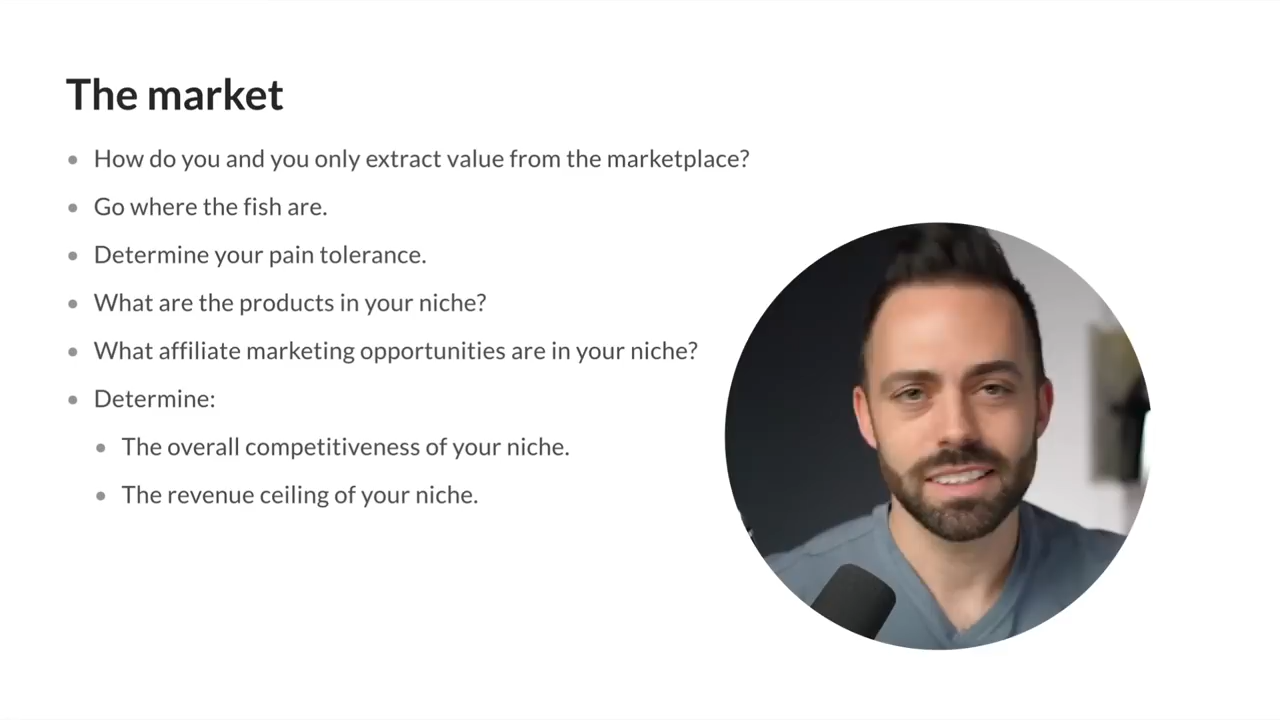 The market
• How do you and you only extract value from the marketplace?
• Go where the fish are.
• Determine your pain tolerance.
• What are the products in your niche?
• What affiliate marketing opportunities are in your niche?
• Determine:
• The overall competitiveness of your niche.
• The revenue ceiling of your niche.